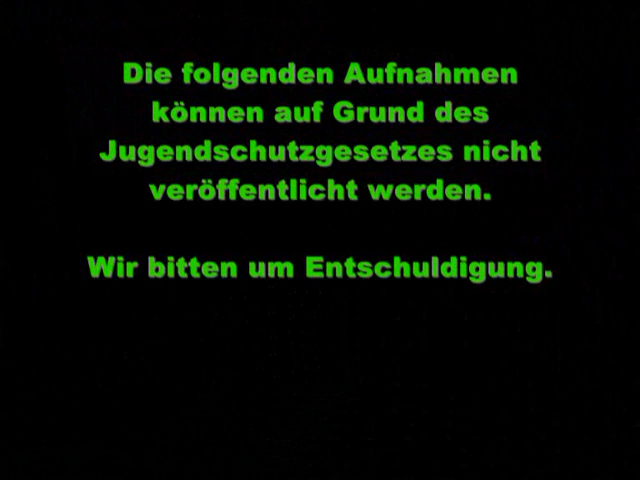 Die folgenden Aufnahmen
können auf Grund des
Jugendschutzgesetzes nicht
veröffentlicht werden.
Wir bitten um Entschuldigung.